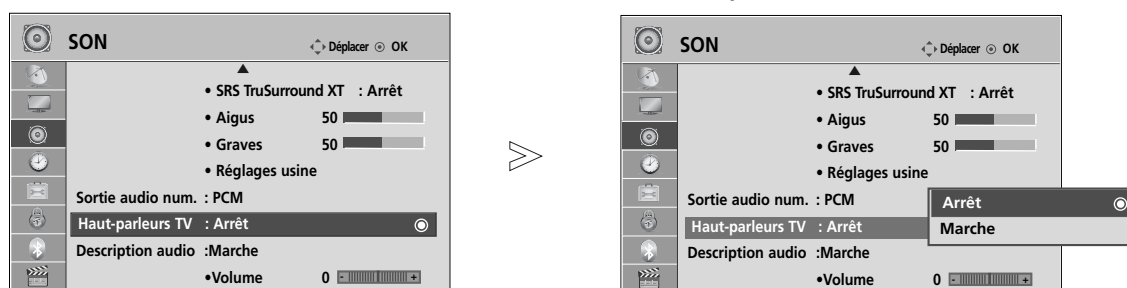 SON
Déplacer OK
• SRS TruSurround XT : Arrêt
• Aigus 50
• Graves 50
• Réglages usine
Sortie audio num. : PCM
Haut-parleurs TV : Arrêt
Description audio :Marche
•Volume 0 - +
SON
Déplacer OK
• SRS TruSurround XT : Arrêt
• Aigus 50
• Graves 50
• Réglages usine
Sortie audio num. : PCM
Haut-parleurs TV : Arrêt
Arrêt
Marche
Description audio :Marche
•Volume 0 - +